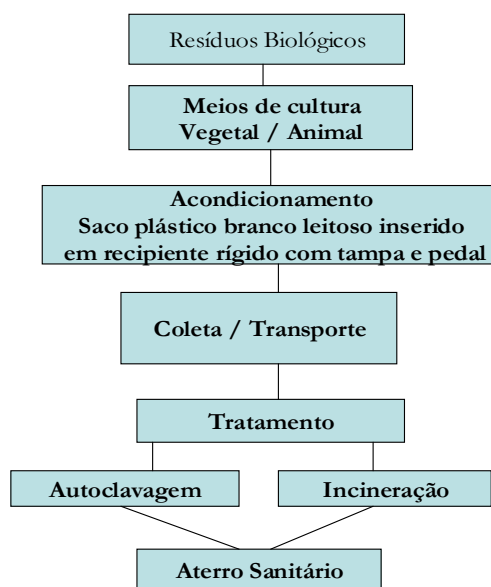 Resíduos Biológicos
Meios de cultura
Vegetal / Animal
Acondicionamento
Saco plástico branco leitoso inserido
em recipiente rígido com tampa e pedal
Coleta / Transporte
Tratamento
Autoclavagem
Incineração
Aterro Sanitário